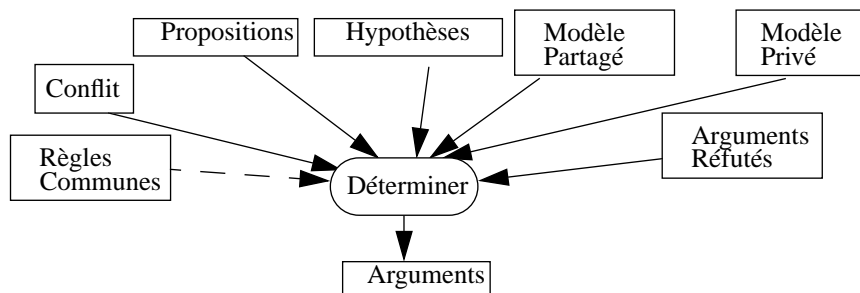 Propositions
Hypothèses
Modèle
Partagé
Modèle
Privé
Conflit
Règles
Communes
Arguments
Réfutés
Déterminer
Arguments